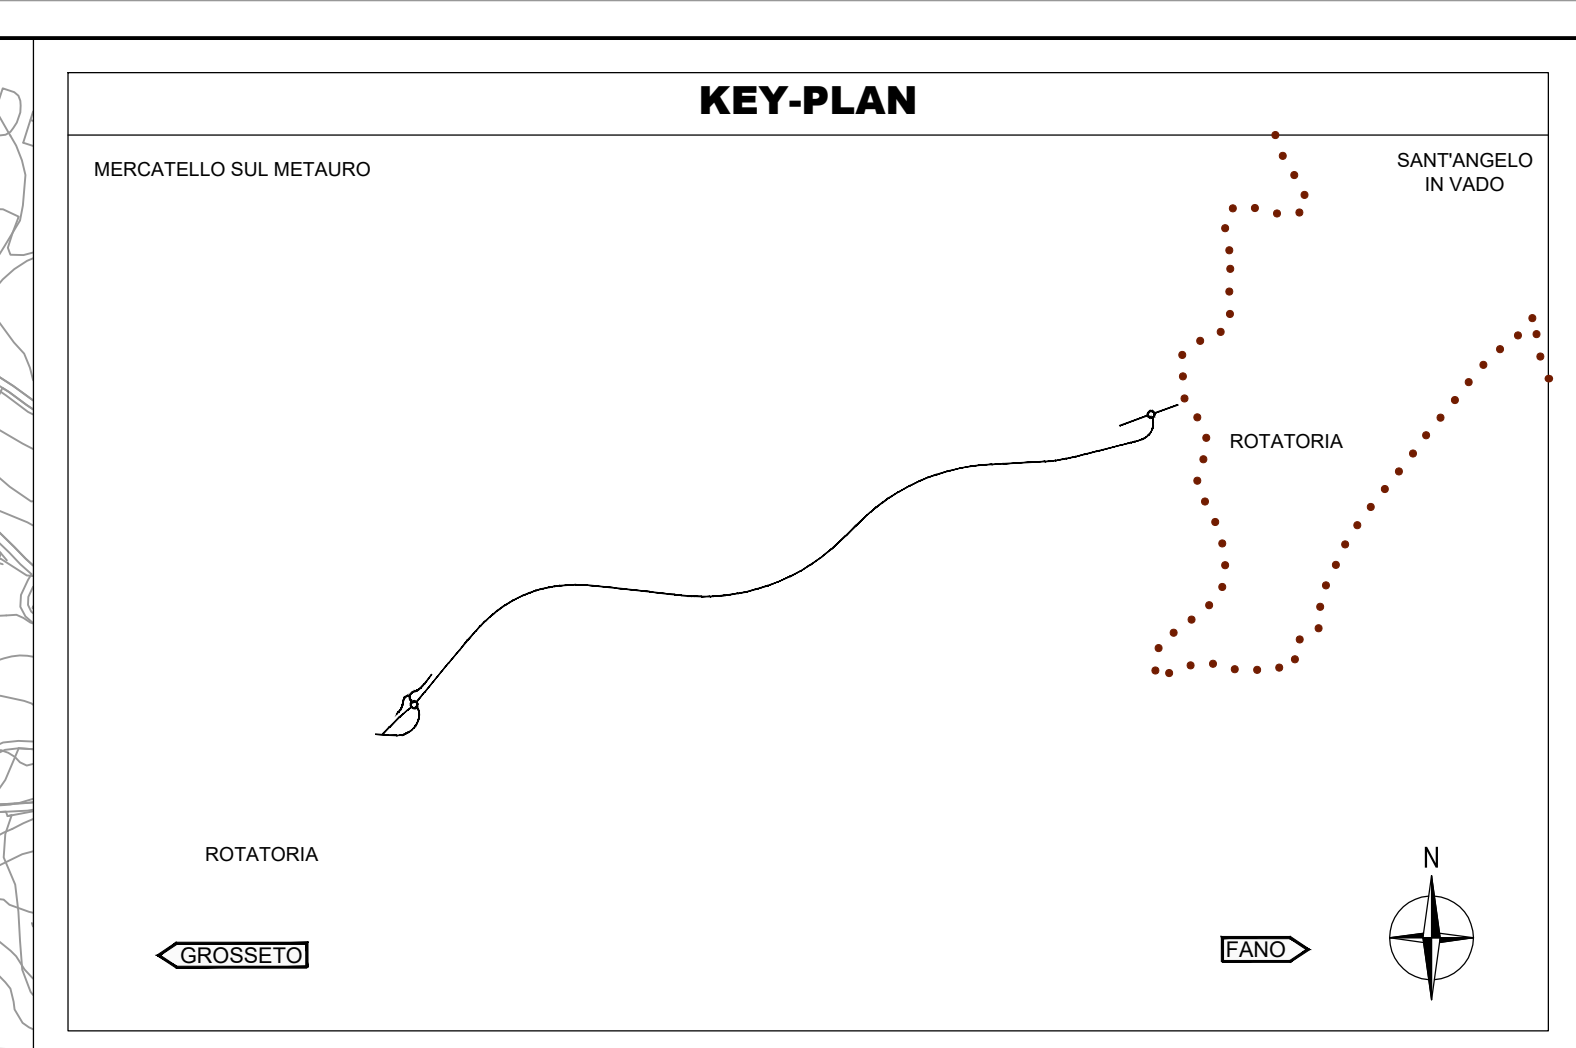 KEY-PLAN
MERCATELLO SUL METAURO
SANT'ANGELO
IN VADO
ROTATORIA
ROTATORIA
N
GROSSETO
FANO